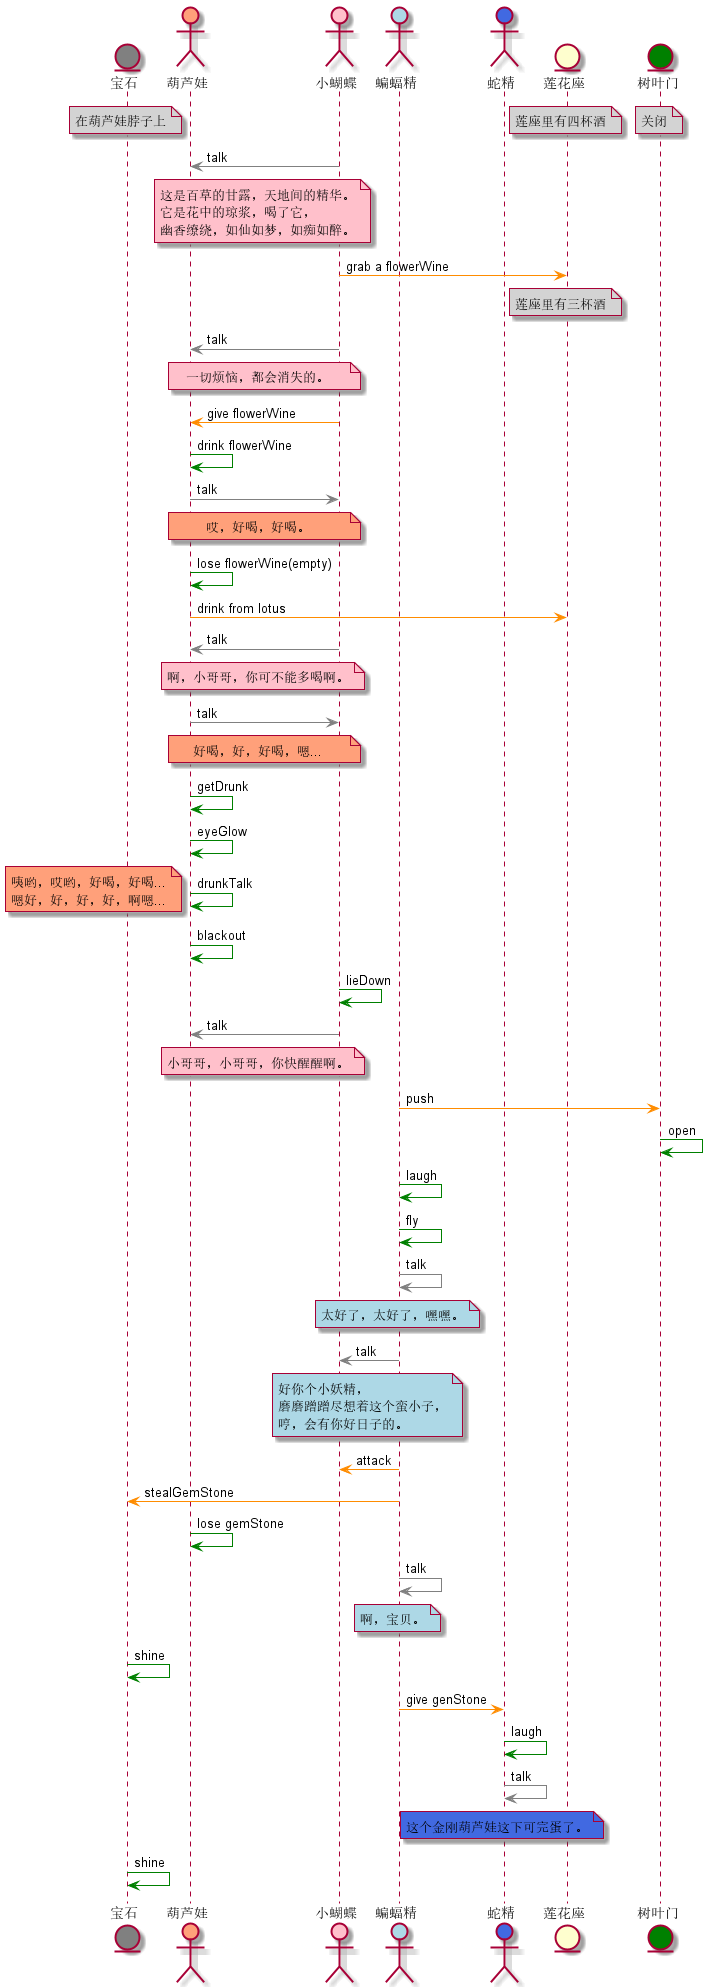 宝石 葫芦娃 小蝴蝶 蝙蝠精 蛇精 莲花座 树叶门
在葫芦娃脖子上 莲座里有四杯酒 关闭
talk
这是百草的甘露，天地间的精华。
它是花中的琼浆，喝了它，
幽香缭绕，如仙如梦，如痴如醉。
grab a flowerWine
莲座里有三杯酒
talk
一切烦恼，都会消失的。
give flowerWine
drink flowerWine
talk
哎，好喝，好喝。
lose flowerWine(empty)
drink from lotus
talk
啊，小哥哥，你可不能多喝啊。
talk
好喝，好，好喝，嗯...
getDrunk
eyeGlow
咦哟，哎哟，好喝，好喝...
嗯好，好，好，好，啊嗯...
drunkTalk
blackout
lieDown
talk
小哥哥，小哥哥，你快醒醒啊。
push
open
laugh
fly
talk
太好了，太好了，嘿嘿。
talk
好你个小妖精，
磨磨蹭蹭尽想着这个蛮小子，
哼，会有你好日子的。
attack
stealGemStone
lose gemStone
talk
啊，宝贝。
shine
give genStone
laugh
talk
这个金刚葫芦娃这下可完蛋了。
shine
宝石 葫芦娃 小蝴蝶 蝙蝠精 蛇精 莲花座 树叶门